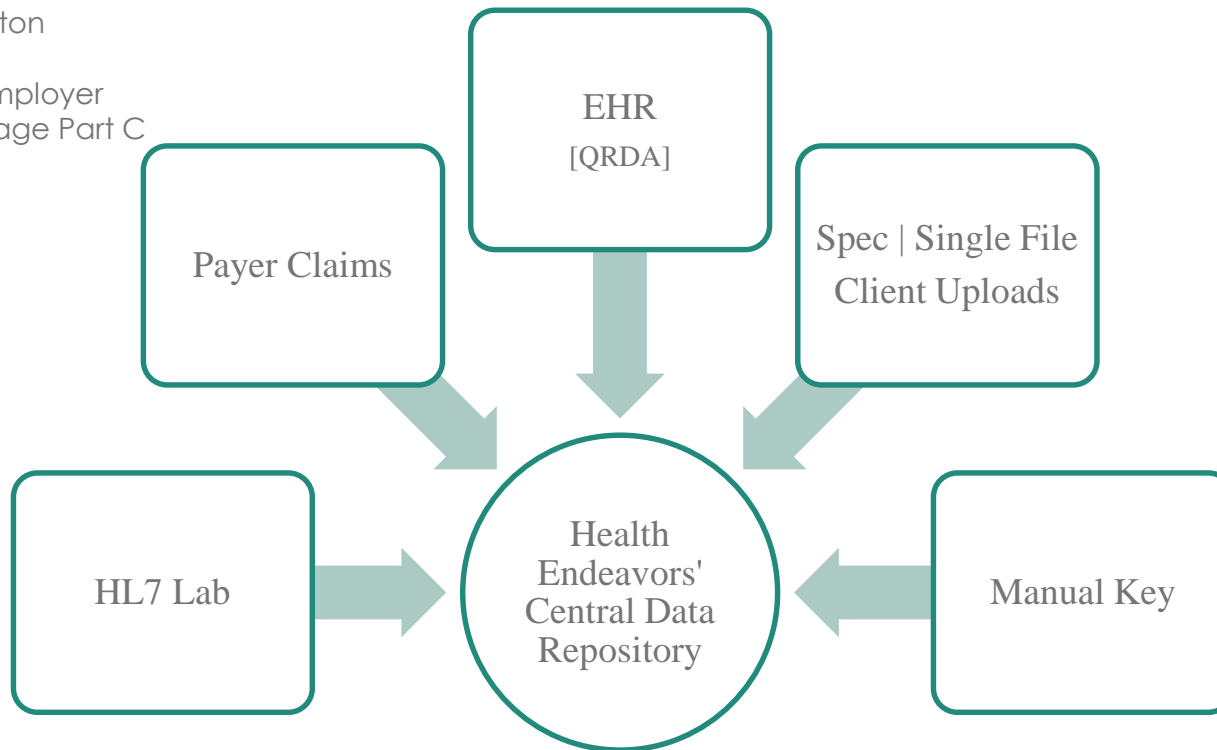 ton
mployer
age Part C
EHR
[QRDA]
Payer Claims
Spec | Single File
Client Uploads
HL7 Lab
Health
Endeavors'
Central Data
Repository
Manual Key